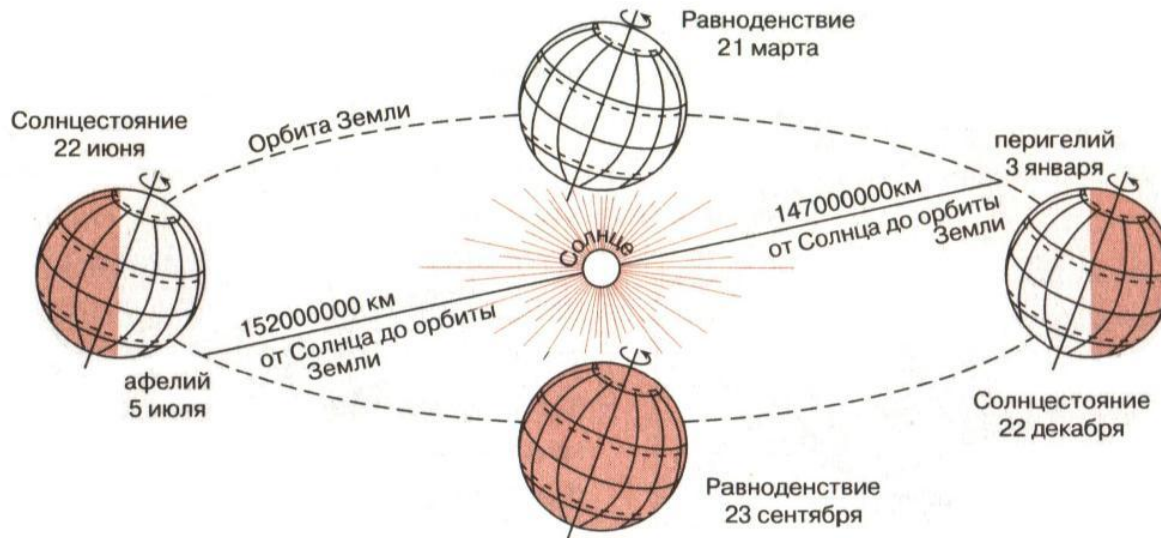 Равноденствие
21 марта
Солнцестояние
22 июня
Орбита Земли
перигелий
3 января
147000000км
от Солнца до орбиты
Земли
Солнце
152000000 км
от Солнца до орбиты
Земли
афелий
5 июля
Солнцестояние
22 декабря
Равноденствие
23 сентября